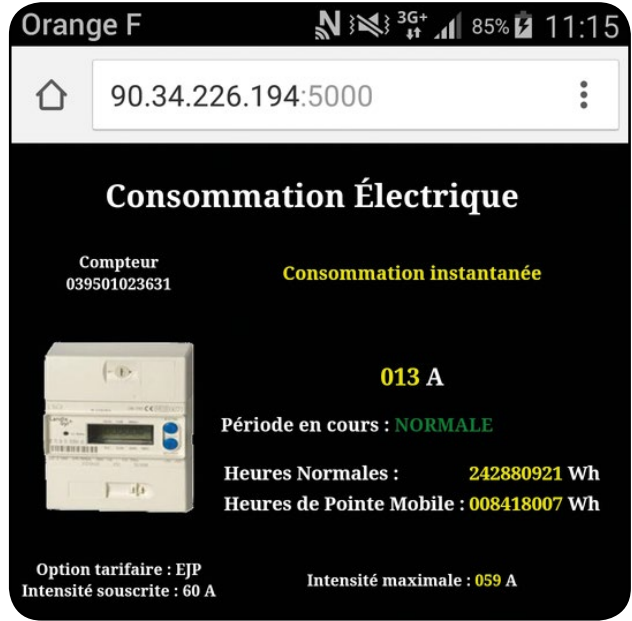 Orange F 3G+ 85% 11:15
90.34.226.194:5000
Consommation Électrique
Compteur
039501023631
Consommation instantanée
013 A
Période en cours : NORMALE
Heures Normales : 242880921 Wh
Heures de Pointe Mobile : 008418007 Wh
Option tarifaire : EJP
Intensité souscrite : 60 A
Intensité maximale : 059 A